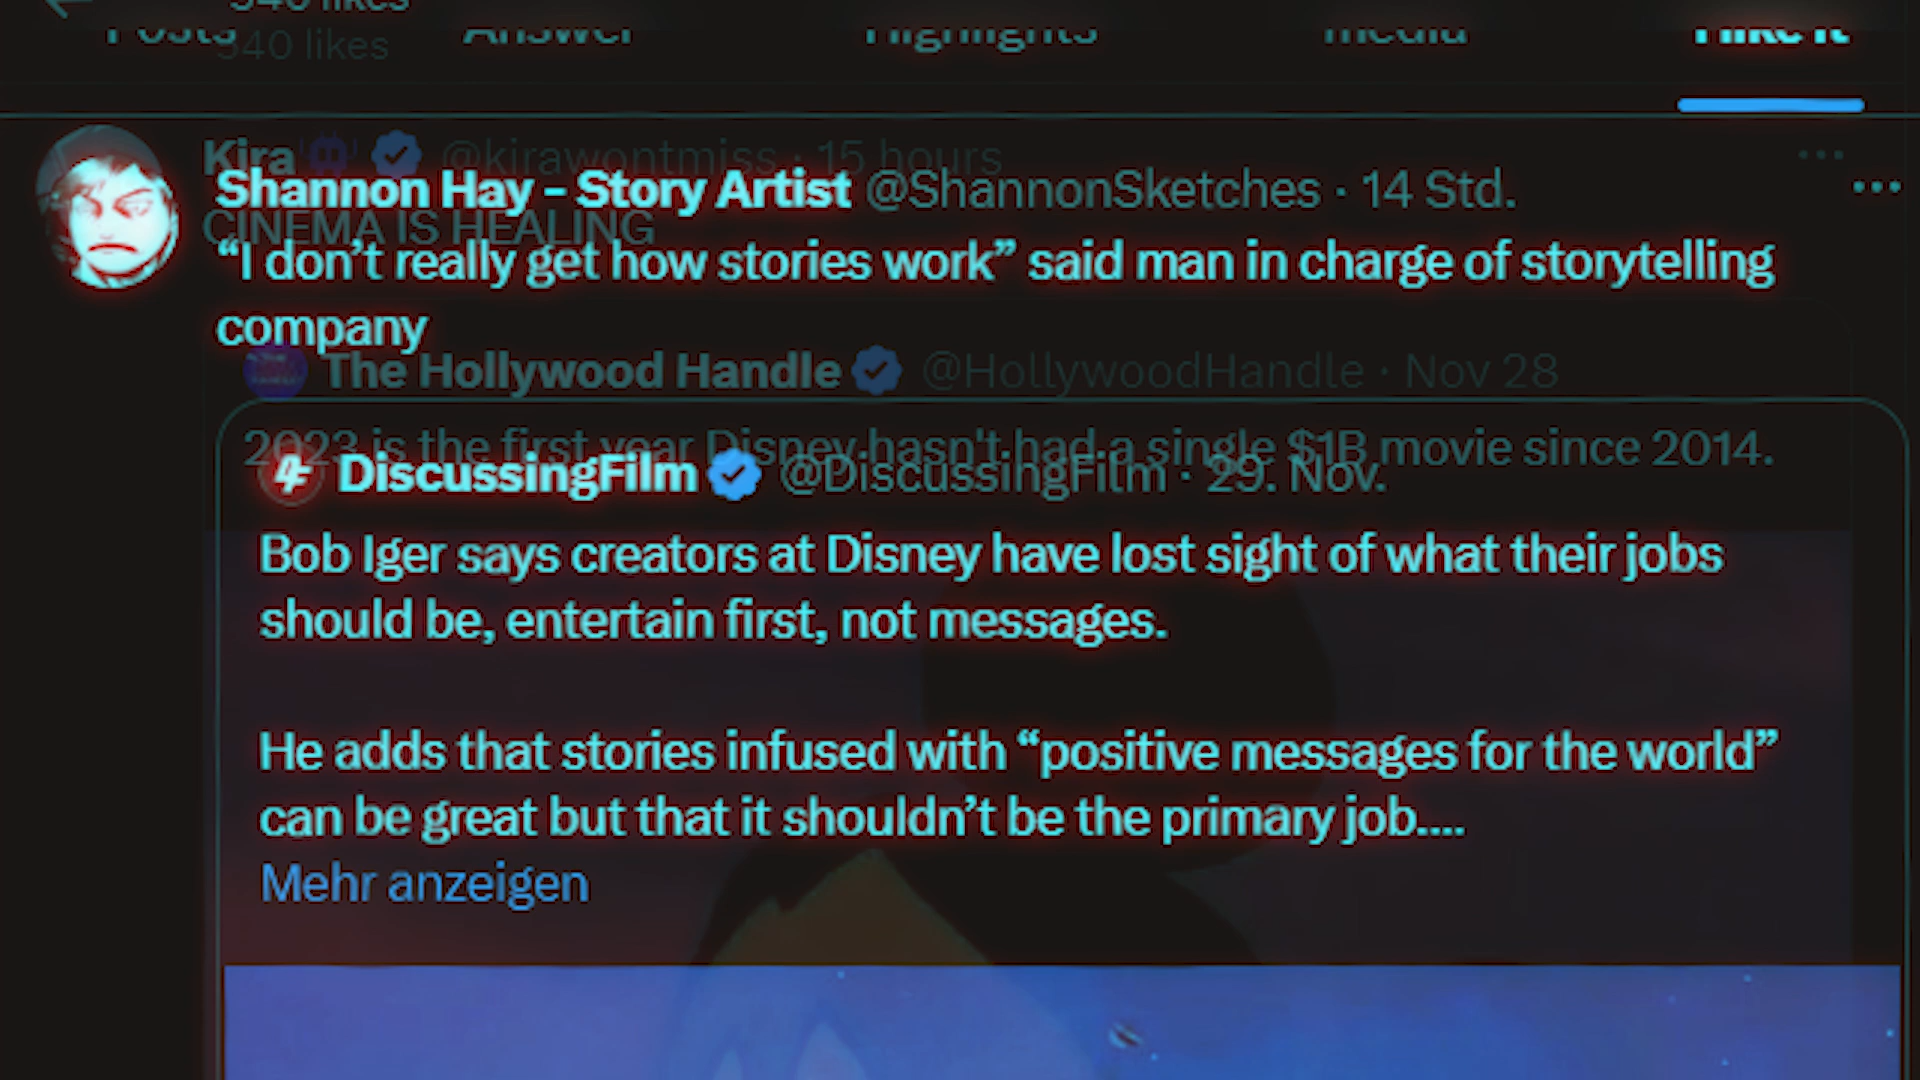 540 likes
540 likes
Posts Answer Highlights media I like it
Kira @kirawontmiss · 15 hours
Shannon Hay – Story Artist @ShannonSketches · 14 Std.
CINEMA IS HEALING
“I don’t really get how stories work” said man in charge of storytelling
company
The Hollywood Handle @HollywoodHandle · Nov 28
2023 is the first year Disney hasn't had a single $1B movie since 2014.
DiscussingFilm @DiscussingFilm · 29. Nov.
Bob Iger says creators at Disney have lost sight of what their jobs
should be, entertain first, not messages.
He adds that stories infused with “positive messages for the world”
can be great but that it shouldn’t be the primary job....
Mehr anzeigen